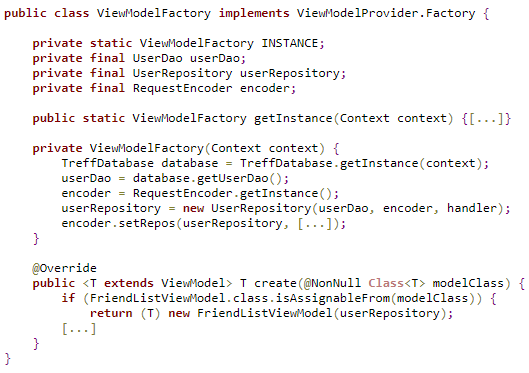 public class ViewModelFactory implements ViewModelProvider.Factory {
private static ViewModelFactory INSTANCE;
private final UserDao userDao;
private final UserRepository userRepository;
private final RequestEncoder encoder;
public static ViewModelFactory getInstance(Context context) {[...]}
private ViewModelFactory(Context context) {
TreffDatabase database = TreffDatabase.getInstance(context);
userDao = database.getUserDao();
encoder = RequestEncoder.getInstance();
userRepository = new UserRepository(userDao, encoder, handler);
encoder.setRepos(userRepository, [...]);
}
@Override
public <T extends ViewModel> T create(@NonNull Class<T> modelClass) {
if (FriendListViewModel.class.isAssignableFrom(modelClass)) {
return (T) new FriendListViewModel(userRepository);
[...]
}
}